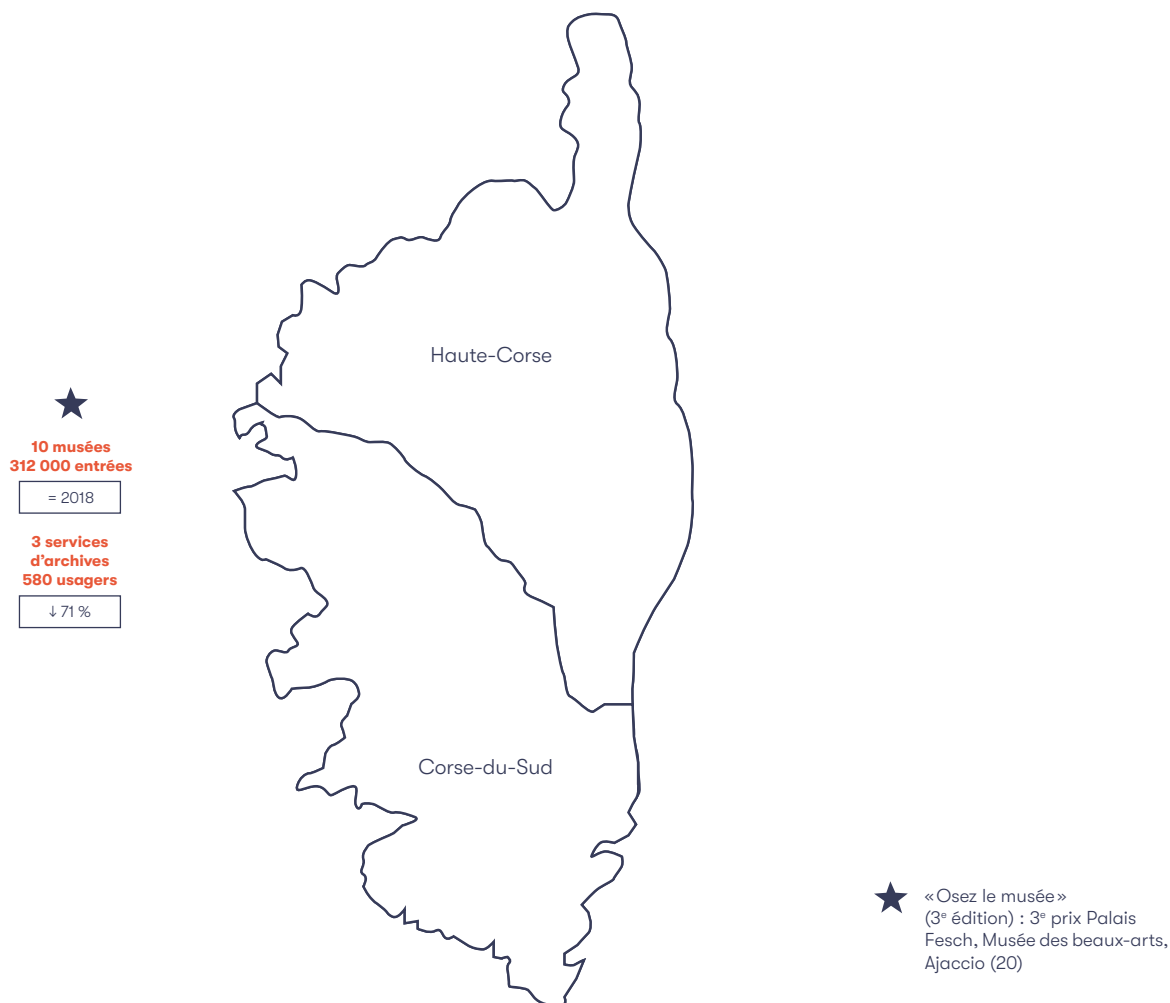 Haute-Corse
10 musées
312 000 entrées
= 2018
3 services
d’archives
580 usagers
↓ 71 %
Corse-du-Sud
«Osez le musée»
(3e édition) : 3e prix Palais
Fesch, Musée des beaux-arts,
Ajaccio (20)